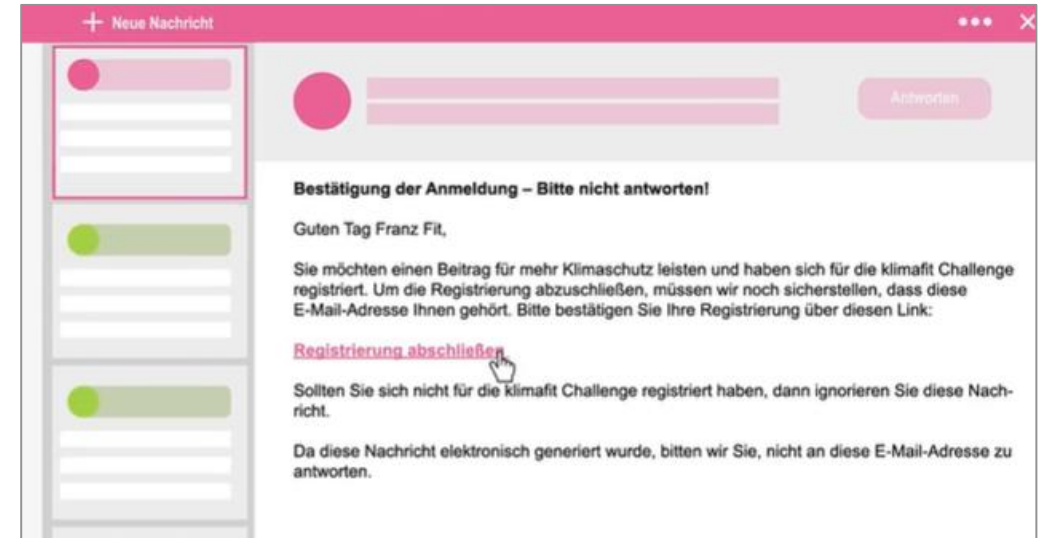 + Neue Nachricht
Antworten
Bestätigung der Anmeldung – Bitte nicht antworten!
Guten Tag Franz Fit,
Sie möchten einen Beitrag für mehr Klimaschutz leisten und haben sich für die klimafit Challenge
registriert. Um die Registrierung abzuschließen, müssen wir noch sicherstellen, dass diese
E-Mail-Adresse Ihnen gehört. Bitte bestätigen Sie Ihre Registrierung über diesen Link:
Registrierung abschließen
Sollten Sie sich nicht für die klimafit Challenge registriert haben, dann ignorieren Sie diese Nach-
richt.
Da diese Nachricht elektronisch generiert wurde, bitten wir Sie, nicht an diese E-Mail-Adresse zu
antworten.